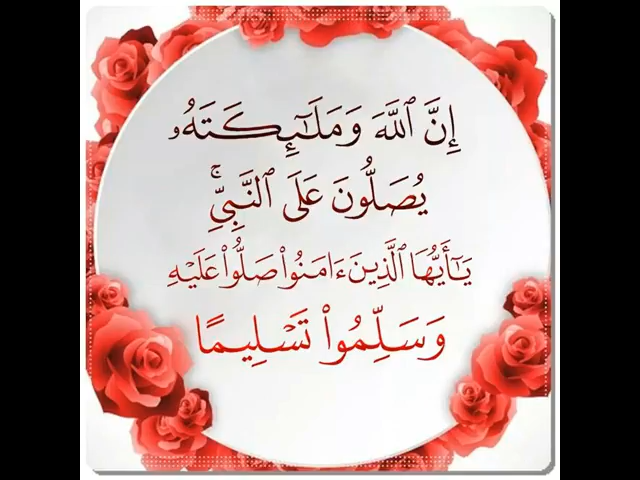 إِنَّ ٱللَّهَ وَمَلَـٰٓئِكَتَهُۥ
يُصَلُّونَ عَلَى ٱلنَّبِىِّۚ
يَـٰٓأَيُّهَا ٱلَّذِينَ ءَامَنُوا۟ صَلُّوا۟ عَلَيْهِ
وَسَلِّمُوا۟ تَسْلِيمًا